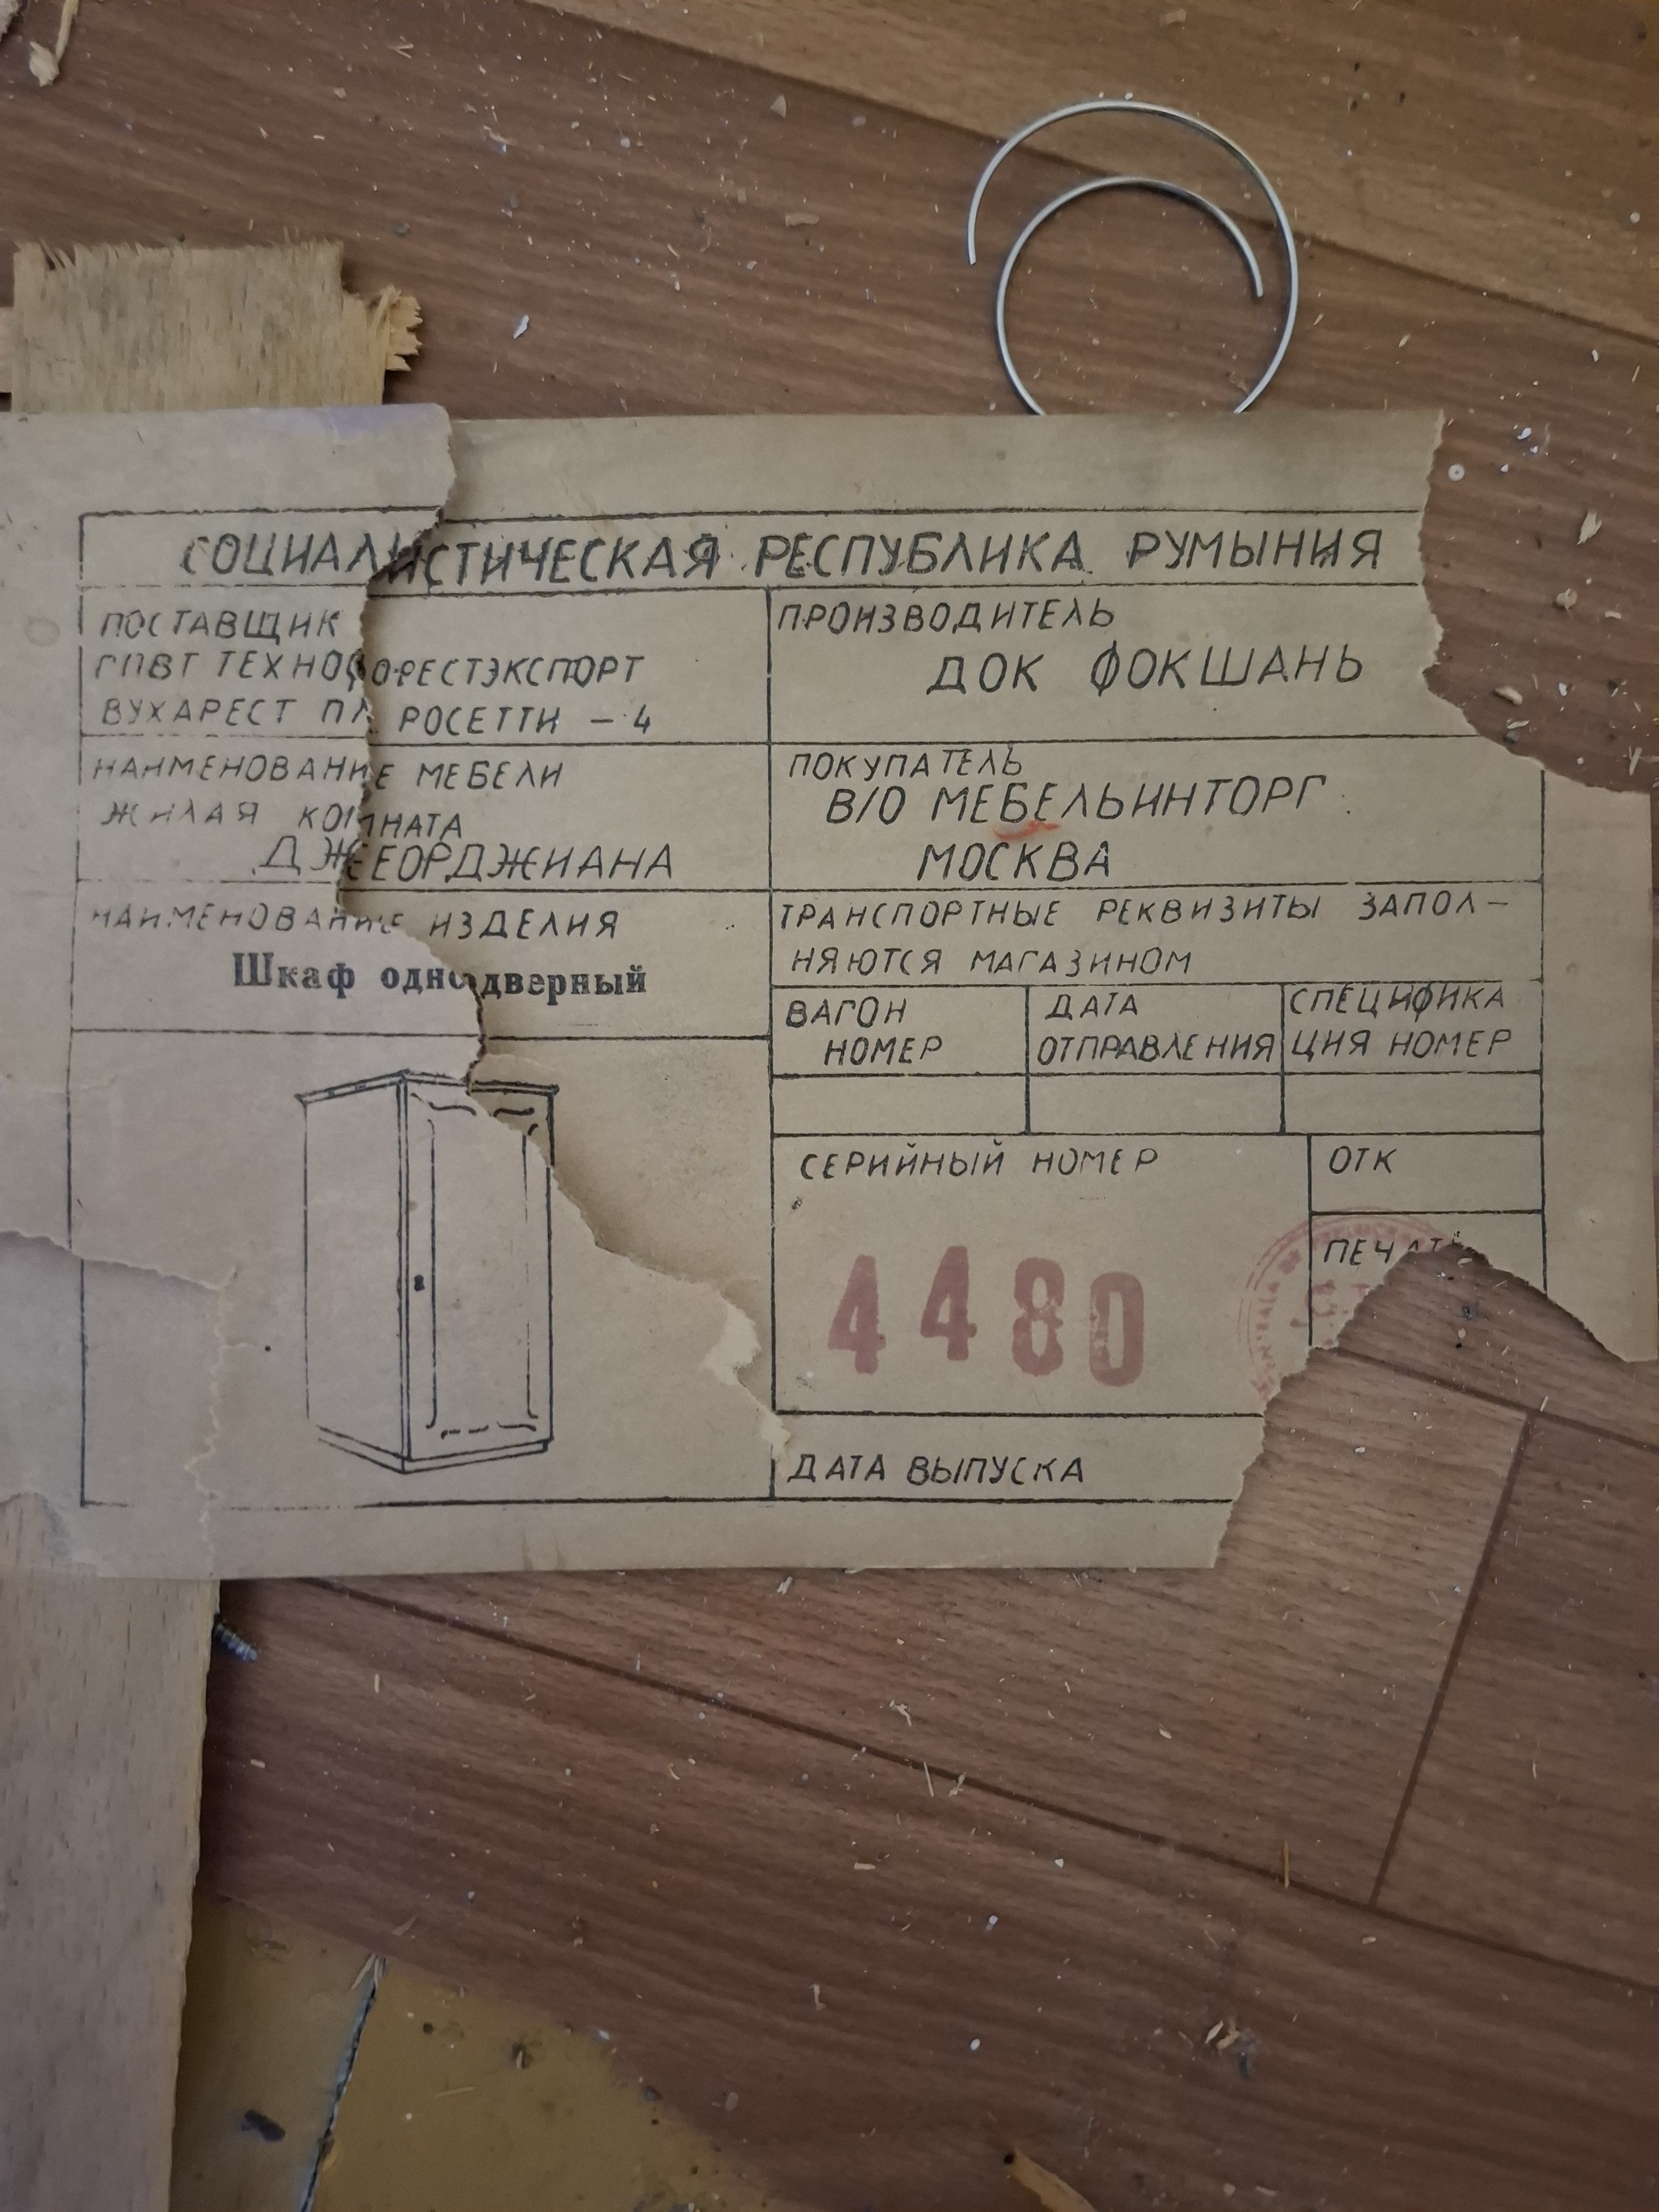 СОЦИАЛИСТИЧЕСКАЯ РЕСПУБЛИКА РУМЫНИЯ
ПОСТАВЩИК
ГПВТ ТЕХНОФОРЕСТЭКСПОРТ
БУХАРЕСТ ПЛ РОСЕТТИ – 4
ПРОИЗВОДИТЕЛЬ
ДОК ФОКШАНЬ
НАИМЕНОВАНИЕ МЕБЕЛИ
ЖИЛАЯ КОМНАТА
ДЖЕОРДЖИАНА
ПОКУПАТЕЛЬ
В/О МЕБЕЛЬИНТОРГ
МОСКВА
НАИМЕНОВАНИЕ ИЗДЕЛИЯ
Шкаф однодверный
ТРАНСПОРТНЫЕ РЕКВИЗИТЫ ЗАПОЛ–
НЯЮТСЯ МАГАЗИНОМ
ВАГОН
НОМЕР
ДАТА
ОТПРАВЛЕНИЯ
СПЕЦИФИКА
ЦИЯ НОМЕР
СЕРИЙНЫЙ НОМЕР
4480
ОТК
ПЕЧАТЬ
ДАТА ВЫПУСКА